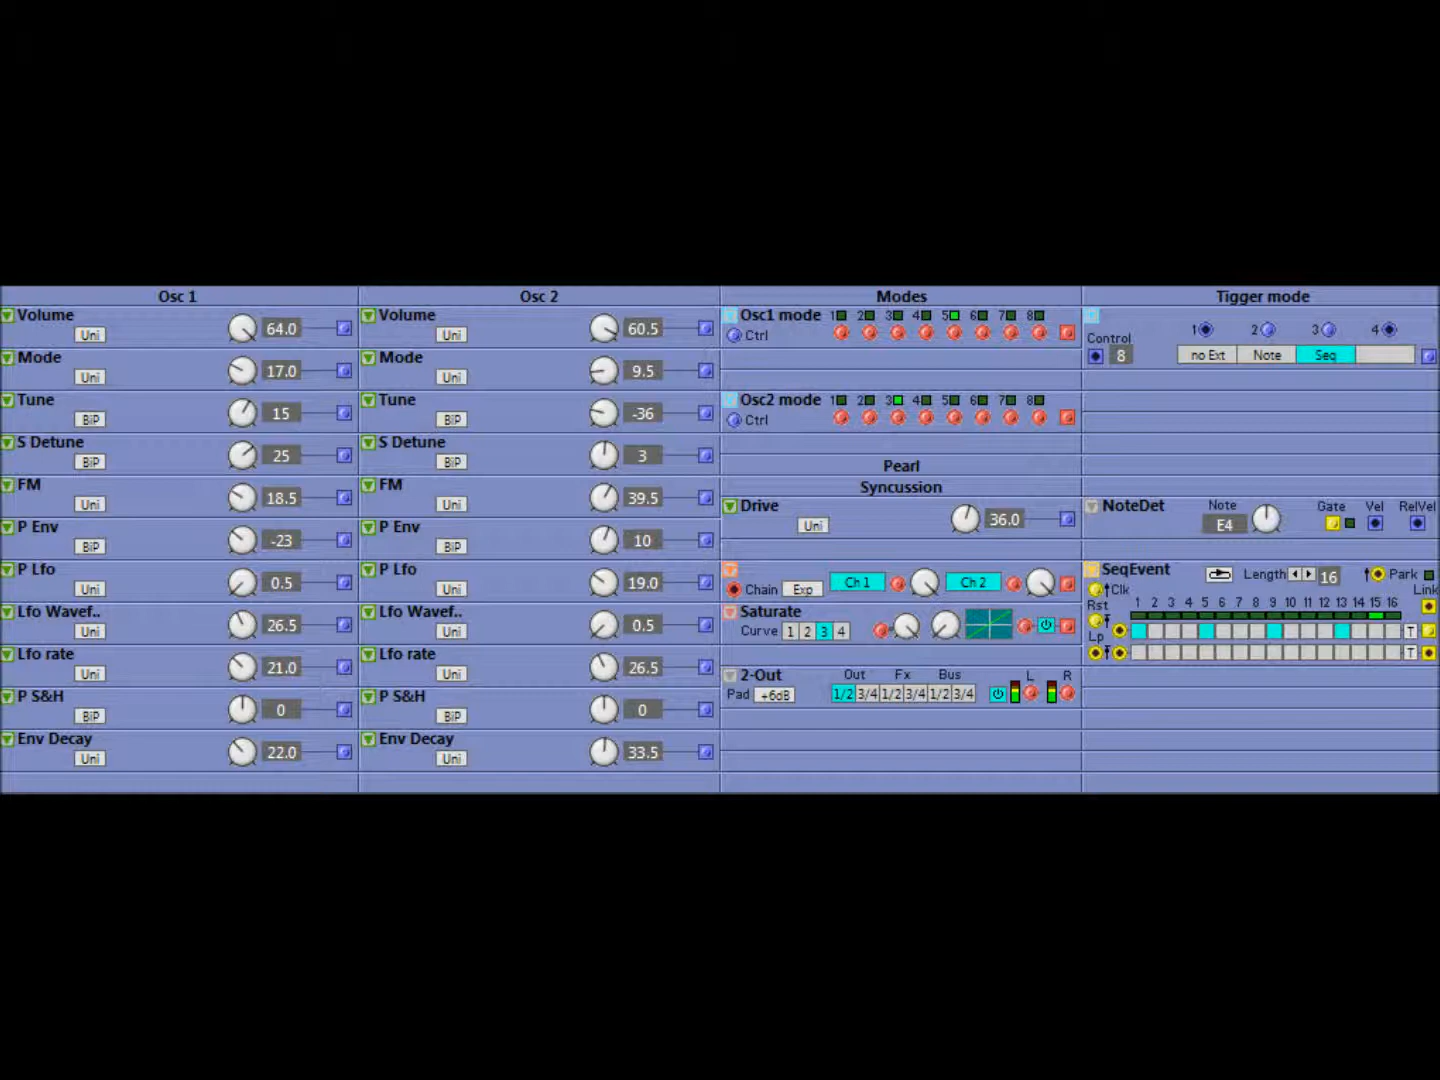 Osc 1
Volume
Uni 64.0
Mode
Uni 17.0
Tune
BiP 15
S Detune
BiP 25
FM
Uni 18.5
P Env
BiP -23
P Lfo
Uni 0.5
Lfo Wavef..
Uni 26.5
Lfo rate
Uni 21.0
P S&H
BiP 0
Env Decay
Uni 22.0
Osc 2
Volume
Uni 60.5
Mode
Uni 9.5
Tune
BiP -36
S Detune
BiP 3
FM
Uni 39.5
P Env
BiP 10
P Lfo
Uni 19.0
Lfo Wavef..
Uni 0.5
Lfo rate
Uni 26.5
P S&H
BiP 0
Env Decay
Uni 33.5
Modes
Osc1 mode 1 2 3 4 5 6 7 8
Ctrl
Osc2 mode 1 2 3 4 5 6 7 8
Ctrl
Pearl
Syncussion
Drive
Uni 36.0
Chain Exp Ch 1 Ch 2
Saturate
Curve 1 2 3 4
2-Out Out Fx Bus L R
Pad +6dB 1/2 3/4 1/2 3/4 1/2 3/4
Tigger mode
1 2 3 4
Control
8 no Ext Note Seq
NoteDet Note Gate Vel RelVel
E4
SeqEvent Length 16 Park
Clk Link
Rst 1 2 3 4 5 6 7 8 9 10 11 12 13 14 15 16
T
Lp
T